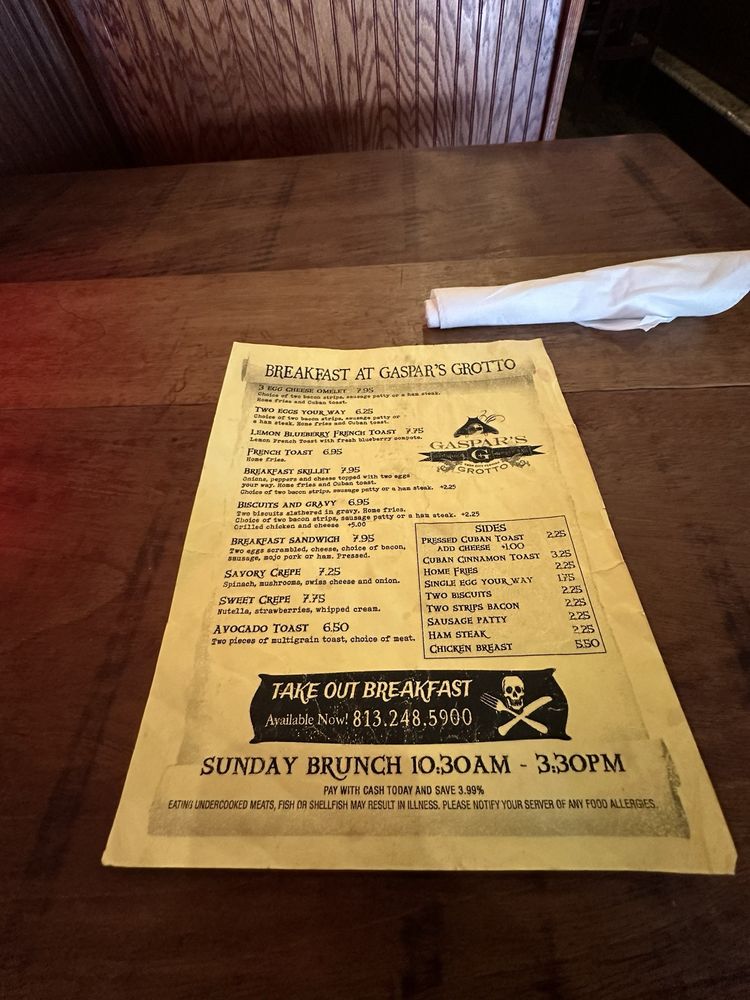 BREAKFAST AT GASPAR'S GROTTO
3 EGG CHEESE OMELET 7.95
Choice of two bacon strips, sausage patty or a ham steak.
Home fries and Cuban toast.
TWO EGGS YOUR WAY 6.25
Choice of two bacon strips, sausage patty or
a ham steak. Home fries and Cuban toast.
LEMON BLUEBERRY FRENCH TOAST 7.75
Lemon French Toast with fresh blueberry compote.
FRENCH TOAST 6.95
Home fries.
BREAKFAST SKILLET 7.95
Onions, peppers and cheese topped with two eggs
your way. Home fries and Cuban toast.
Choice of two bacon strips, sausage patty or a ham steak. +2.25
BISCUITS AND GRAVY 6.95
Two biscuits slathered in gravy. Home fries.
Choice of two bacon strips, sausage patty or a ham steak. +2.25
Grilled chicken and cheese +5.00
BREAKFAST SANDWICH 7.95
Two eggs scrambled, cheese, choice of bacon,
sausage, mojo pork or ham. Pressed.
SAVORY CREPE 7.25
Spinach, mushrooms, swiss cheese and onion.
SWEET CREPE 7.75
Nutella, strawberries, whipped cream.
AVOCADO TOAST 6.50
Two pieces of multigrain toast, choice of meat.
GASPAR'S
G
GROTTO
SIDES
PRESSED CUBAN TOAST 2.25
ADD CHEESE +1.00
CUBAN CINNAMON TOAST 3.25
HOME FRIES 2.25
SINGLE EGG YOUR WAY 1.75
TWO BISCUITS 2.25
TWO STRIPS BACON 2.25
SAUSAGE PATTY 2.25
HAM STEAK 2.25
CHICKEN BREAST 5.50
TAKE OUT BREAKFAST
Available Now! 813.248.5900
SUNDAY BRUNCH 10:30AM - 3:30PM
PAY WITH CASH TODAY AND SAVE 3.99%
EATING UNDERCOOKED MEATS, FISH OR SHELLFISH MAY RESULT IN ILLNESS. PLEASE NOTIFY YOUR SERVER OF ANY FOOD ALLERGIES.